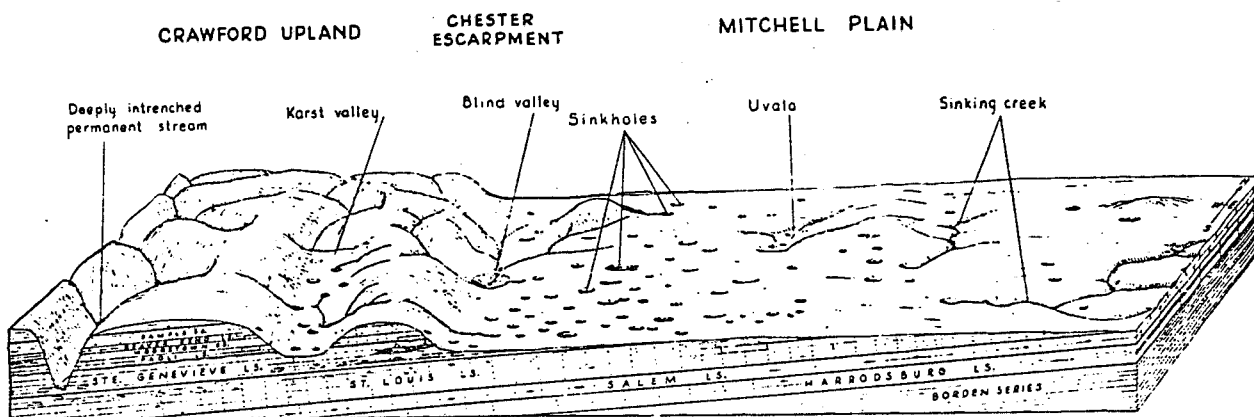 CRAWFORD UPLAND
CHESTER
ESCARPMENT
MITCHELL PLAIN
Deeply intrenched
permanent stream
Karst valley
Blind valley
Sinkholes
Uvala
Sinking creek
STE. GENEVIEVE LS.
ST. LOUIS LS.
SALEM LS.
HARRODSBURG LS.
BORDEN SERIES